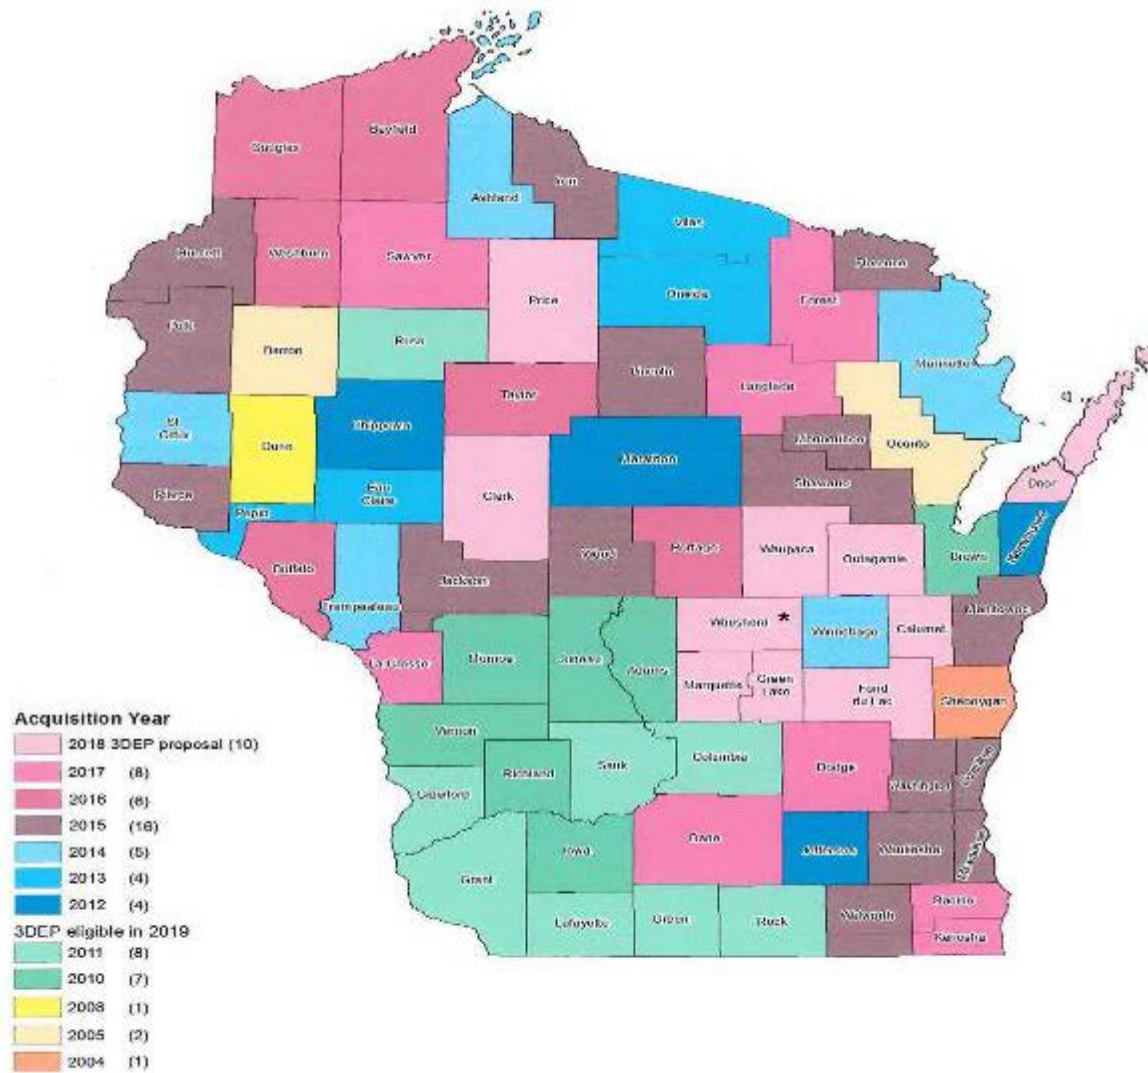 Douglas
Bayfield
Ashland
Iron
Vilas
Burnett
Washburn
Sawyer
Price
Oneida
Forest
Florence
Polk
Barron
Rusk
Taylor
Lincoln
Langlade
Marinette
St
Croix
Dunn
Chippewa
Clerk
Marathon
Menominee
Oconto
Door
Pierce
Pepin
Eau
Claire
Shawano
Buffalo
Trempealeau
Jackson
Wood
Portage
Waupaca
Outagamie
Brown
Kewaunee
La Crosse
Monroe
Juneau
Adams
Waushara *
Winnebago
Calumet
Manitowoc
Marquette
Green
Lake
Fond
du Lac
Sheboygan
Vernon
Richland
Sauk
Columbia
Dodge
Washington
Ozaukee
Crawford
Grant
Iowa
Dane
Jefferson
Waukesha
Milwaukee
Lafayette
Green
Rock
Walworth
Racine
Kenosha
Acquisition Year
2018 3DEP proposal (10)
2017 (8)
2016 (6)
2015 (16)
2014 (5)
2013 (4)
2012 (4)
3DEP eligible in 2019
2011 (8)
2010 (7)
2008 (1)
2005 (2)
2004 (1)